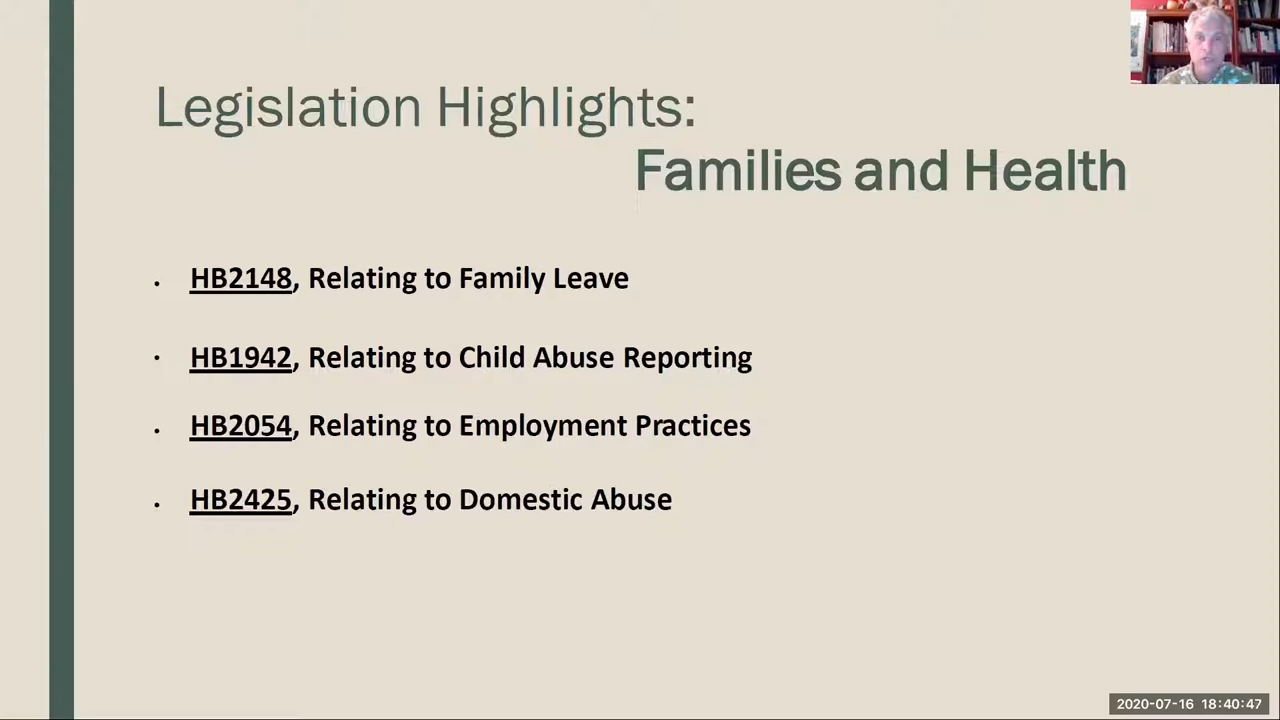 Legislation Highlights:
Families and Health
• HB2148, Relating to Family Leave
• HB1942, Relating to Child Abuse Reporting
• HB2054, Relating to Employment Practices
• HB2425, Relating to Domestic Abuse
2020-07-16 18:40:47